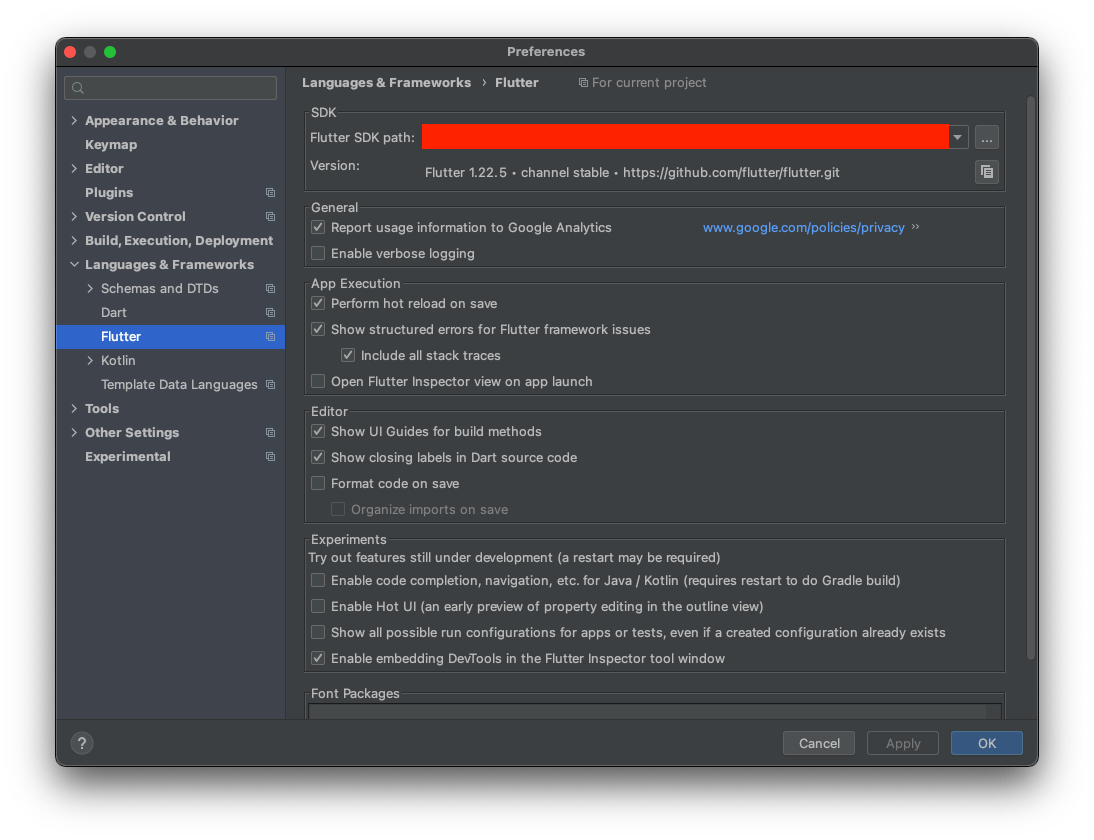 Preferences
Appearance & Behavior
Keymap
Editor
Plugins
Version Control
Build, Execution, Deployment
Languages & Frameworks
Schemas and DTDs
Dart
Flutter
Kotlin
Template Data Languages
Tools
Other Settings
Experimental
Languages & Frameworks › Flutter For current project
SDK
Flutter SDK path: ...
Version: Flutter 1.22.5 • channel stable • https://github.com/flutter/flutter.git
General
Report usage information to Google Analytics www.google.com/policies/privacy ››
Enable verbose logging
App Execution
Perform hot reload on save
Show structured errors for Flutter framework issues
Include all stack traces
Open Flutter Inspector view on app launch
Editor
Show UI Guides for build methods
Show closing labels in Dart source code
Format code on save
Organize imports on save
Experiments
Try out features still under development (a restart may be required)
Enable code completion, navigation, etc. for Java / Kotlin (requires restart to do Gradle build)
Enable Hot UI (an early preview of property editing in the outline view)
Show all possible run configurations for apps or tests, even if a created configuration already exists
Enable embedding DevTools in the Flutter Inspector tool window
Font Packages
? Cancel Apply OK